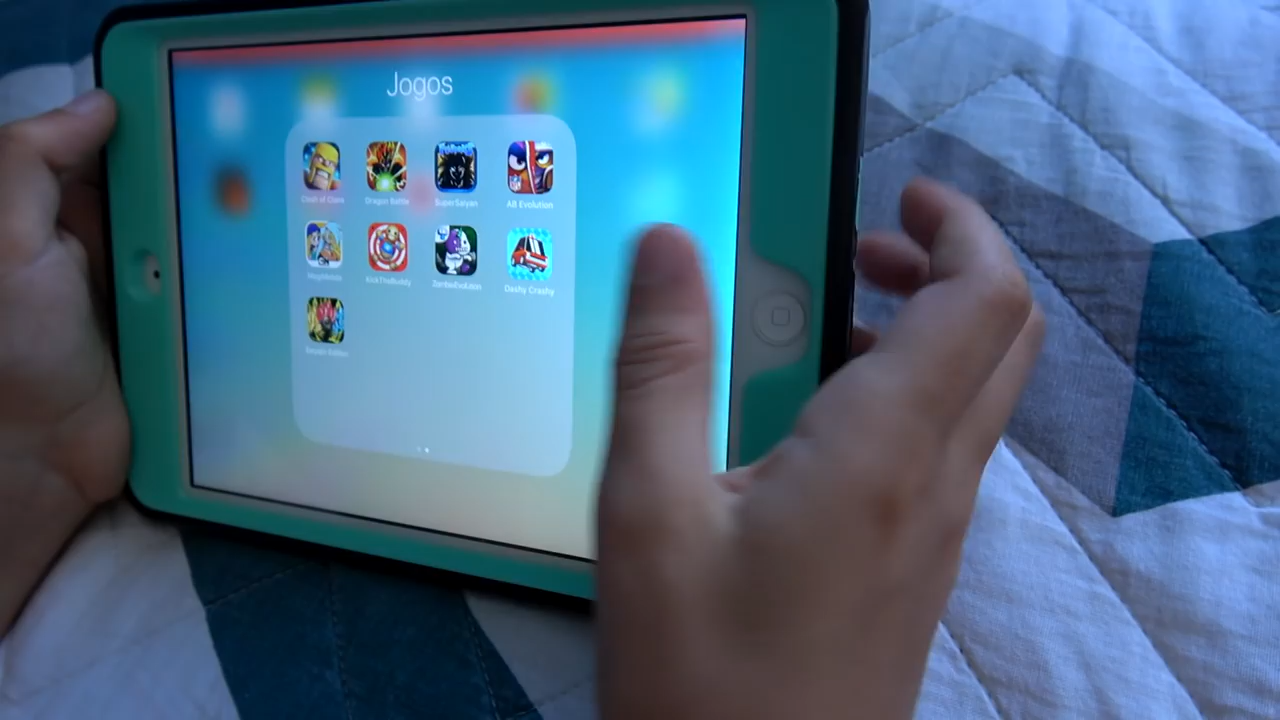 Jogos
Clash of Clans Dragon Battle SuperSaiyan AB Evolution
KickTheBuddy ZombieEvolution Dashy Crashy